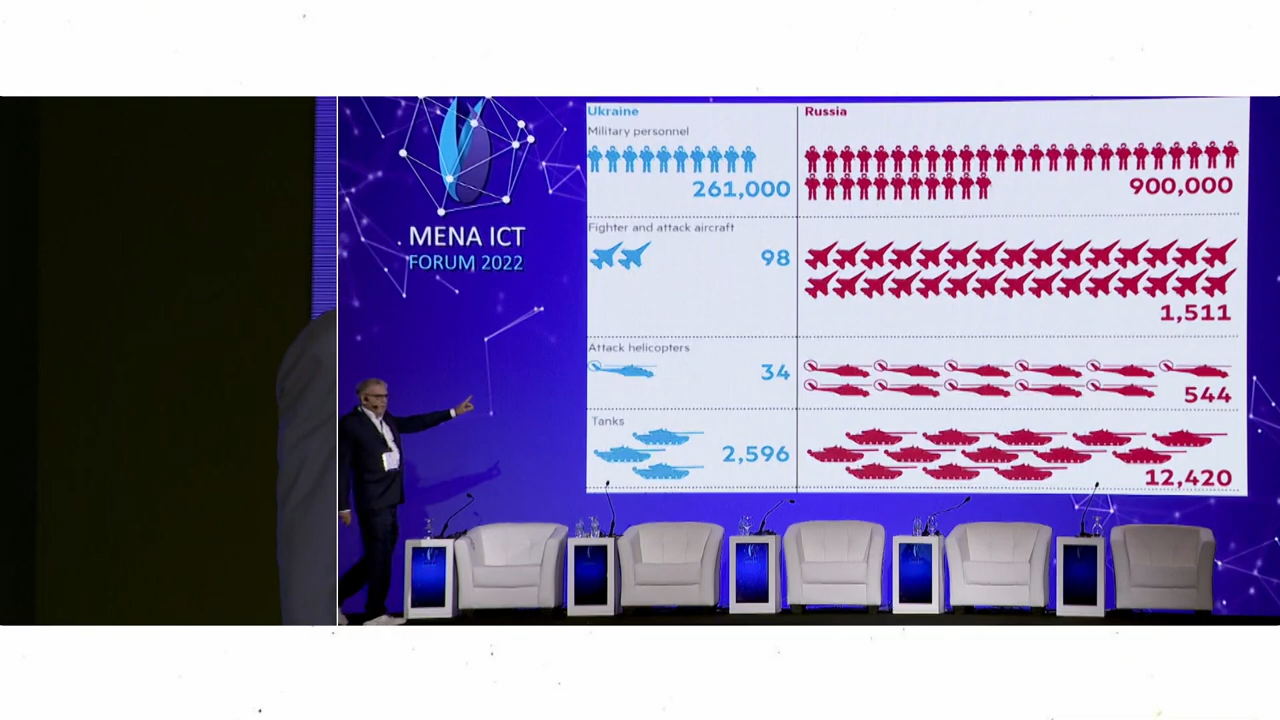 MENA ICT
FORUM 2022
Ukraine
Russia
Military personnel
261,000
900,000
Fighter and attack aircraft
98
1,511
Attack helicopters
34
544
Tanks
2,596
12,420